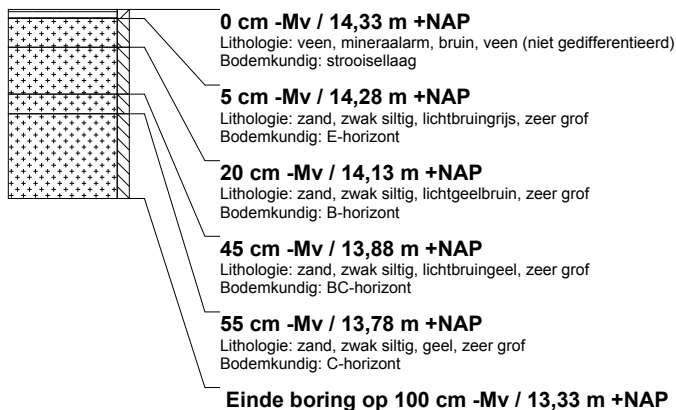 0 cm -Mv / 14,33 m +NAP
Lithologie: veen, mineraalarm, bruin, veen (niet gedifferentieerd)
Bodemkundig: strooisellaag
5 cm -Mv / 14,28 m +NAP
Lithologie: zand, zwak siltig, lichtbruingrijs, zeer grof
Bodemkundig: E-horizont
20 cm -Mv / 14,13 m +NAP
Lithologie: zand, zwak siltig, lichtgeelbruin, zeer grof
Bodemkundig: B-horizont
45 cm -Mv / 13,88 m +NAP
Lithologie: zand, zwak siltig, lichtbruingeel, zeer grof
Bodemkundig: BC-horizont
55 cm -Mv / 13,78 m +NAP
Lithologie: zand, zwak siltig, geel, zeer grof
Bodemkundig: C-horizont
Einde boring op 100 cm -Mv / 13,33 m +NAP